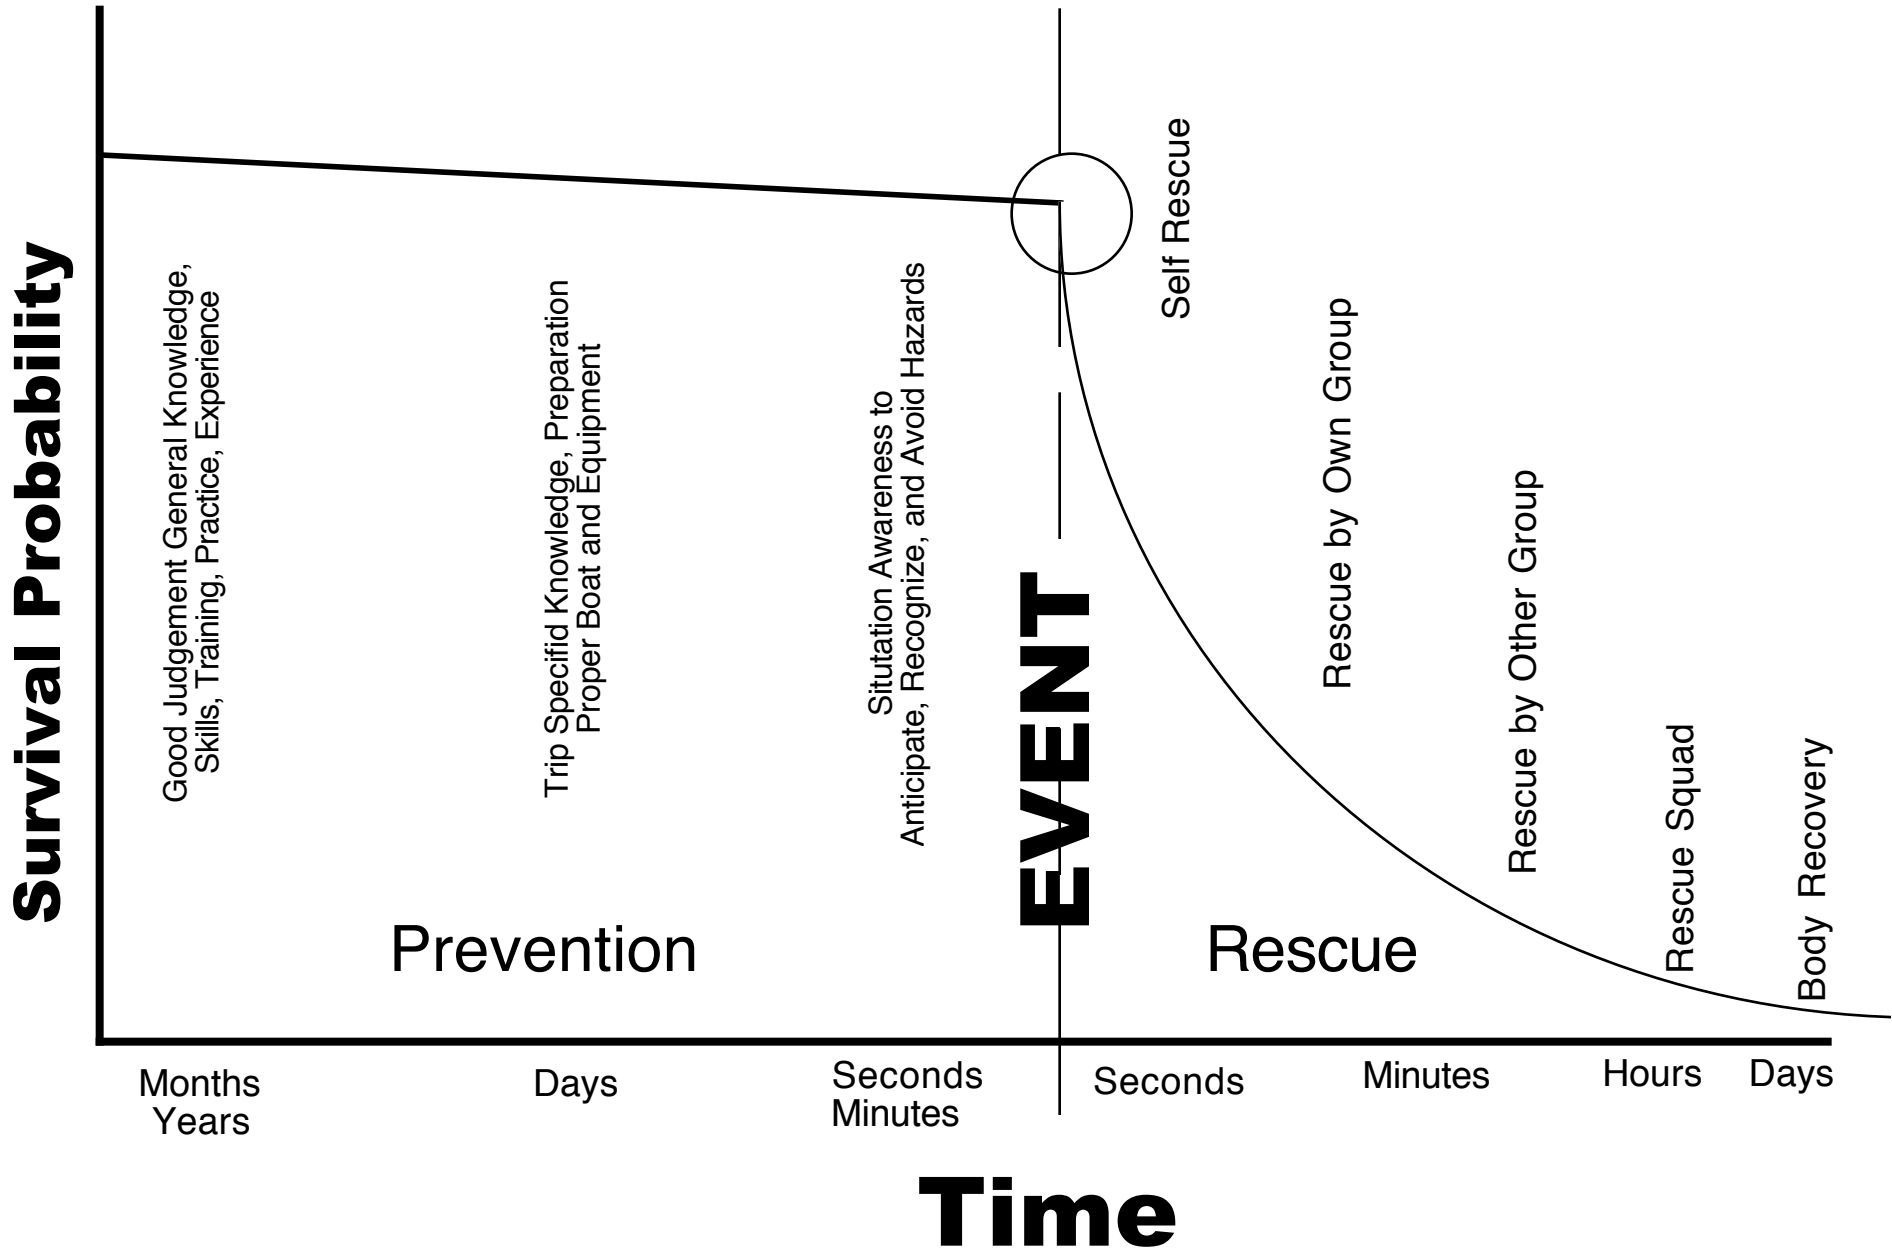 Survival Probability
Good Judgement General Knowledge,
Skills, Training, Practice, Experience
Trip Specifid Knowledge, Preparation
Proper Boat and Equipment
Situtation Awareness to
Anticipate, Recognize, and Avoid Hazards
EVENT
Self Rescue
Rescue by Own Group
Rescue by Other Group
Rescue Squad
Body Recovery
Prevention
Rescue
Months
Years
Days
Seconds
Minutes
Seconds
Minutes
Hours
Days
Time